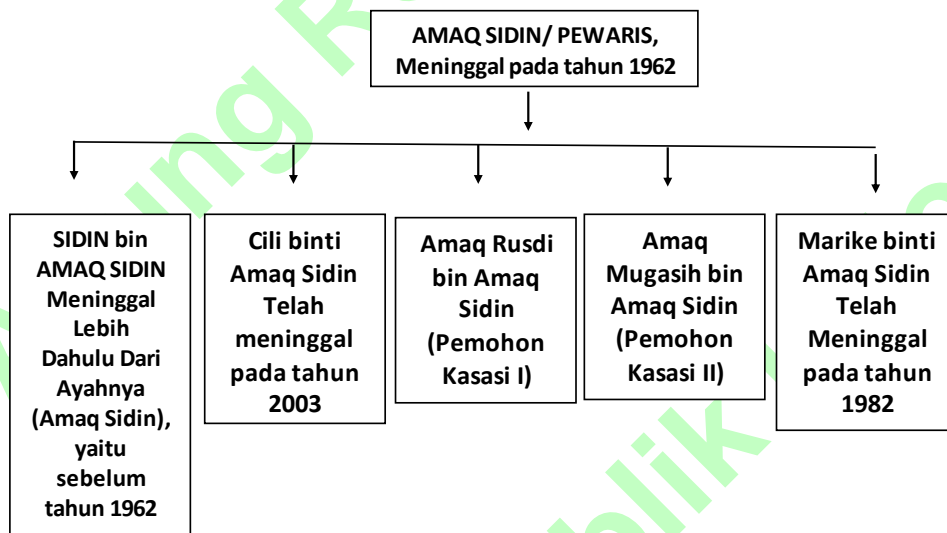 AMAQ SIDIN/ PEWARIS,
Meninggal pada tahun 1962
SIDIN bin
AMAQ SIDIN
Meninggal
Lebih
Dahulu Dari
Ayahnya
(Amaq Sidin),
yaitu
sebelum
tahun 1962
Cili binti
Amaq Sidin
Telah
meninggal
pada tahun
2003
Amaq Rusdi
bin Amaq
Sidin
(Pemohon
Kasasi I)
Amaq
Mugasih bin
Amaq Sidin
(Pemohon
Kasasi II)
Marike binti
Amaq Sidin
Telah
Meninggal
pada tahun
1982